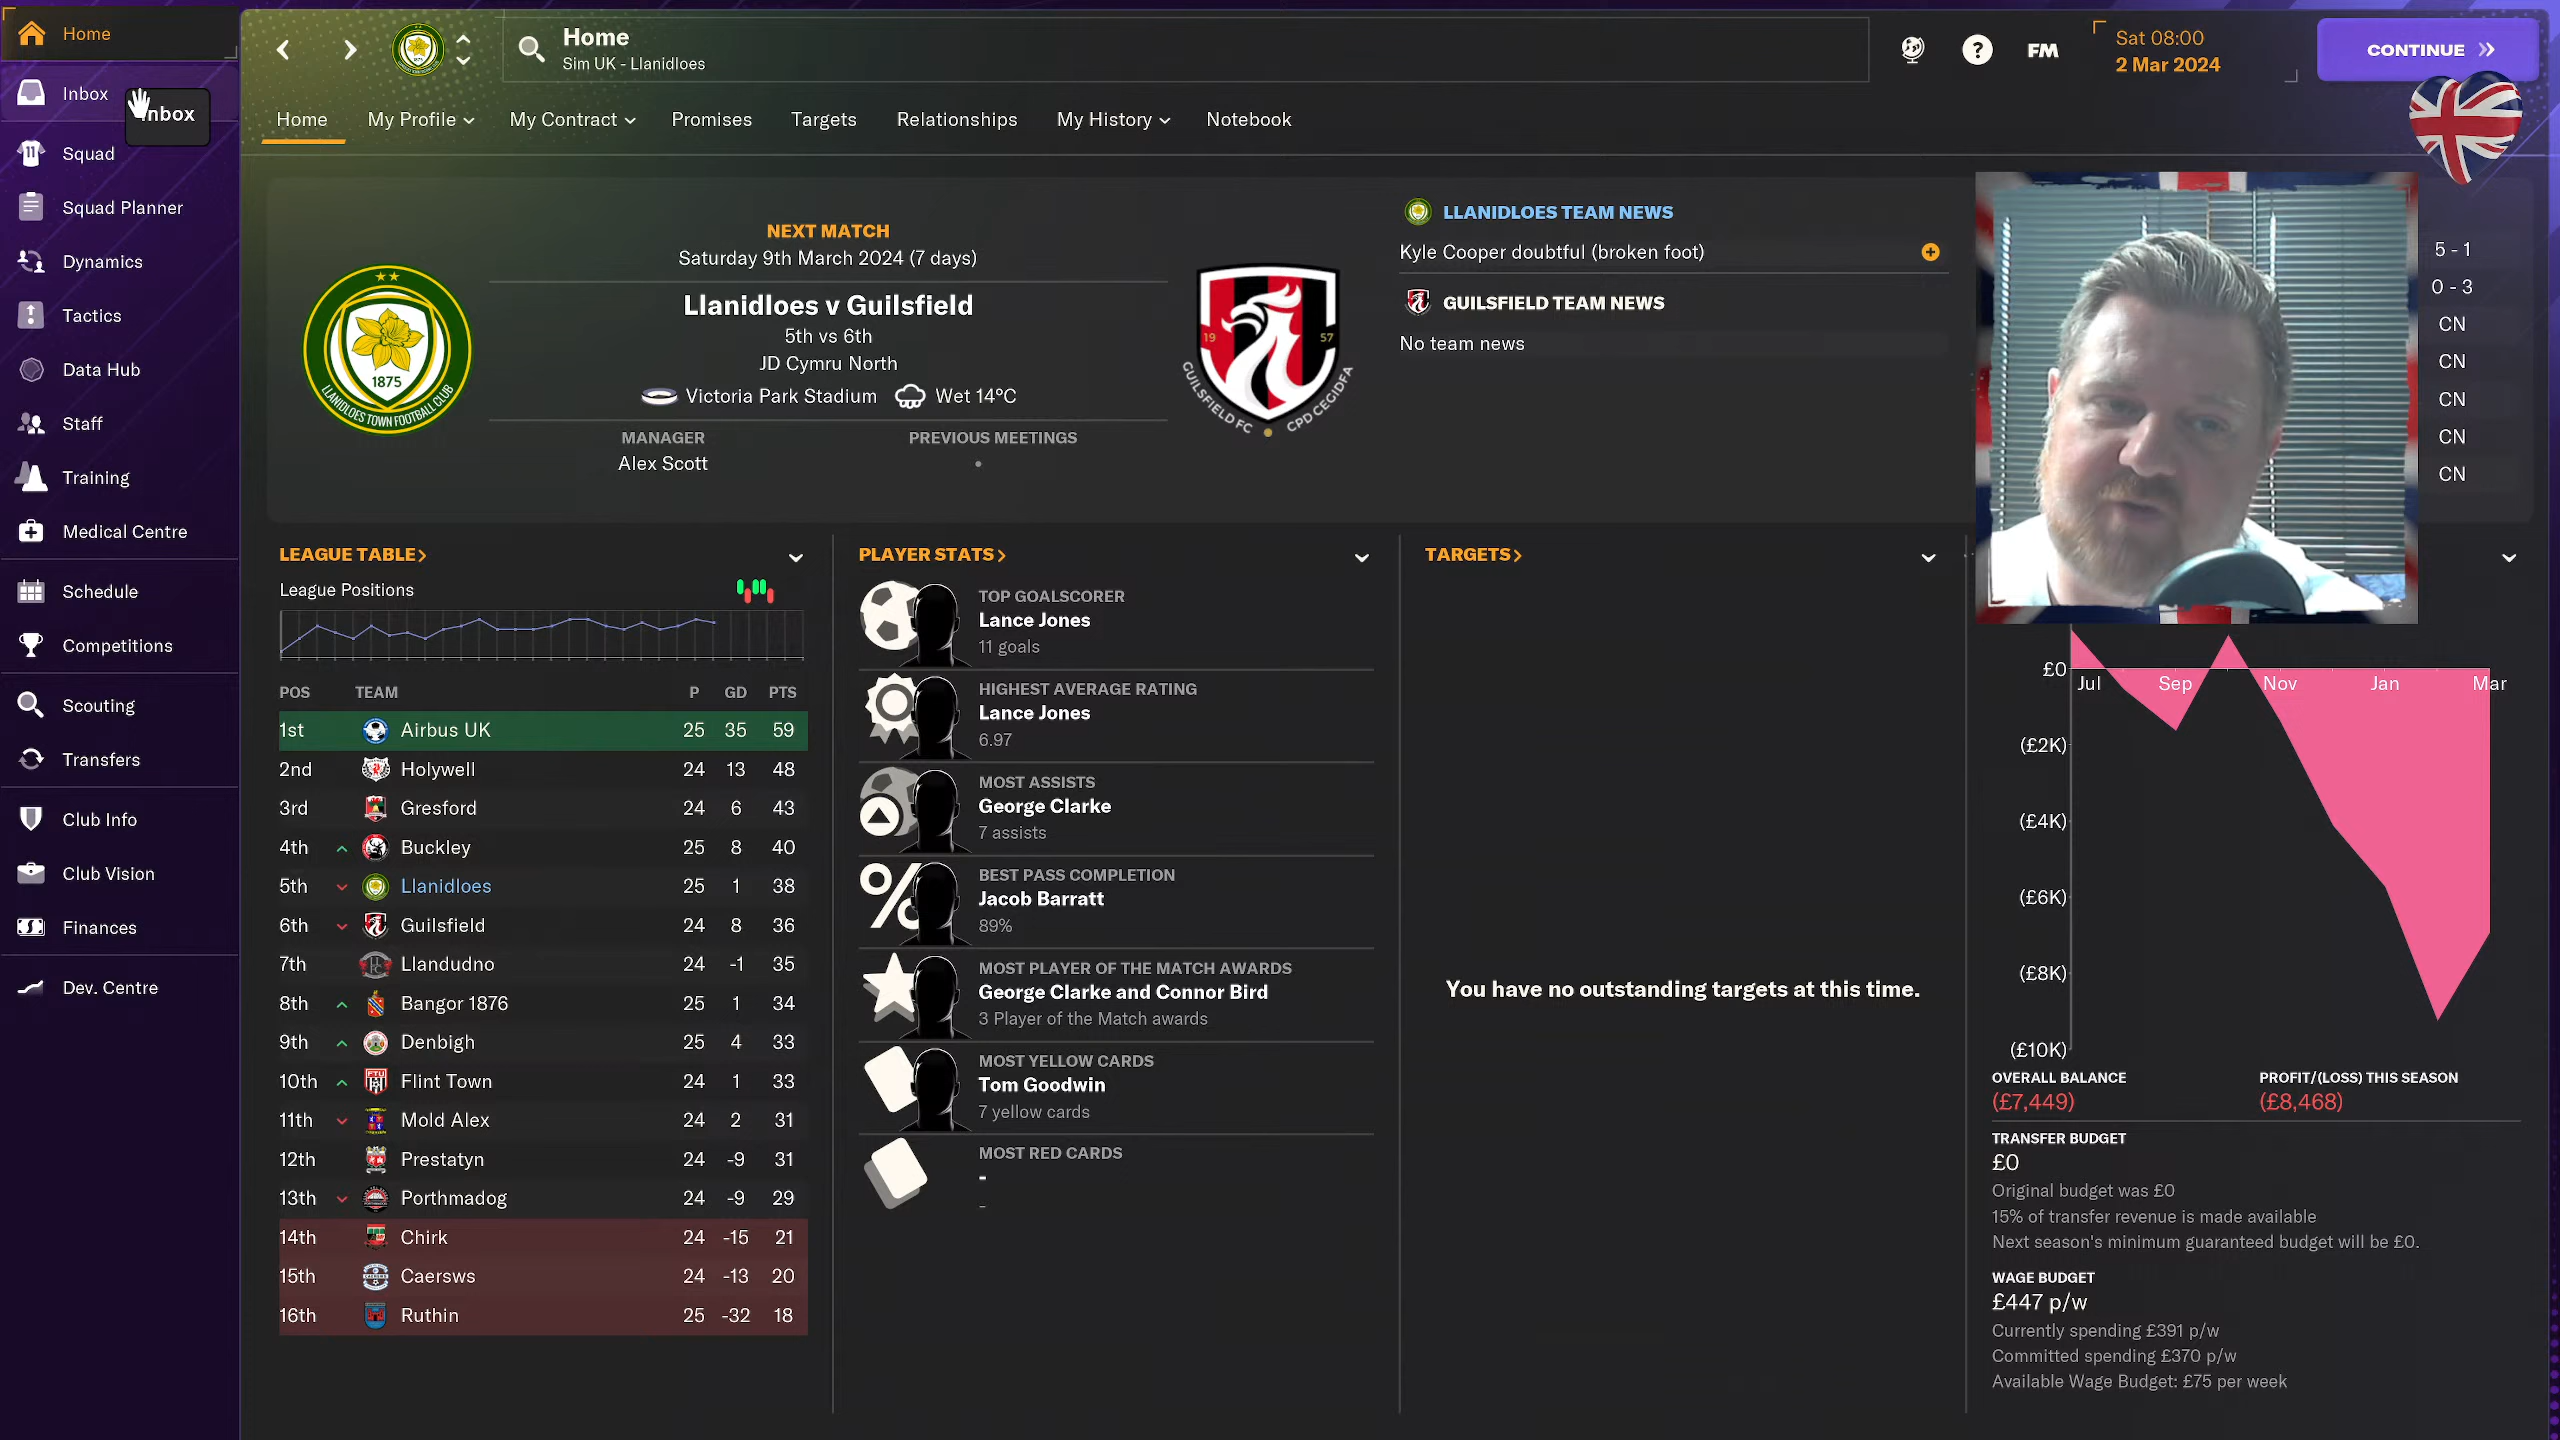 Home
Inbox
Inbox
Squad
Squad Planner
Dynamics
Tactics
Data Hub
Staff
Training
Medical Centre
Schedule
Competitions
Scouting
Transfers
Club Info
Club Vision
Finances
Dev. Centre
Home
Sim UK - Llanidloes
FM
Sat 08:00
2 Mar 2024
CONTINUE
Home My Profile My Contract Promises Targets Relationships My History Notebook
1875
LLANIDLOES TOWN FOOTBALL CLUB
NEXT MATCH
Saturday 9th March 2024 (7 days)
Llanidloes v Guilsfield
5th vs 6th
JD Cymru North
Victoria Park Stadium Wet 14°C
MANAGER
Alex Scott
PREVIOUS MEETINGS
19 57
GUILSFIELD FC CPD CEGIDFA
LLANIDLOES TEAM NEWS
Kyle Cooper doubtful (broken foot)
GUILSFIELD TEAM NEWS
No team news
5 - 1
0 - 3
CN
CN
CN
CN
CN
LEAGUE TABLE
League Positions
POS TEAM P GD PTS
1st Airbus UK 25 35 59
2nd Holywell 24 13 48
3rd Gresford 24 6 43
4th Buckley 25 8 40
5th Llanidloes 25 1 38
6th Guilsfield 24 8 36
7th Llandudno 24 -1 35
8th Bangor 1876 25 1 34
9th Denbigh 25 4 33
10th Flint Town 24 1 33
11th Mold Alex 24 2 31
12th Prestatyn 24 -9 31
13th Porthmadog 24 -9 29
14th Chirk 24 -15 21
15th Caersws 24 -13 20
16th Ruthin 25 -32 18
PLAYER STATS
TOP GOALSCORER
Lance Jones
11 goals
HIGHEST AVERAGE RATING
Lance Jones
6.97
MOST ASSISTS
George Clarke
7 assists
BEST PASS COMPLETION
Jacob Barratt
89%
MOST PLAYER OF THE MATCH AWARDS
George Clarke and Connor Bird
3 Player of the Match awards
MOST YELLOW CARDS
Tom Goodwin
7 yellow cards
MOST RED CARDS
-
-
TARGETS
You have no outstanding targets at this time.
£0
Jul Sep Nov Jan Mar
(£2K)
(£4K)
(£6K)
(£8K)
(£10K)
OVERALL BALANCE
(£7,449)
PROFIT/(LOSS) THIS SEASON
(£8,468)
TRANSFER BUDGET
£0
Original budget was £0
15% of transfer revenue is made available
Next season's minimum guaranteed budget will be £0.
WAGE BUDGET
£447 p/w
Currently spending £391 p/w
Committed spending £370 p/w
Available Wage Budget: £75 per week